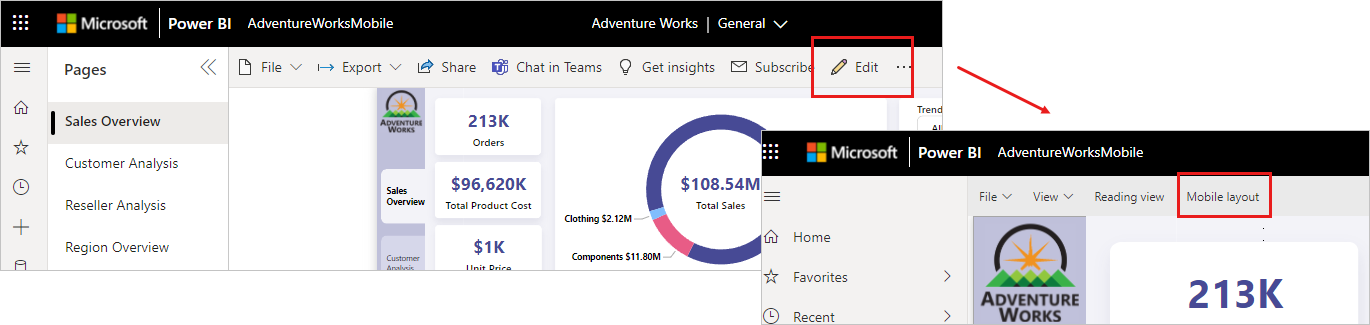 Microsoft Power BI AdventureWorksMobile Adventure Works General
Pages
File Export Share Chat in Teams Get insights Subscribe Edit ...
Sales Overview
Customer Analysis
Reseller Analysis
Region Overview
ADVENTURE
WORKS
Sales
Overview
Customer
Analysis
213K
Orders
$96,620K
Total Product Cost
$1K
Unit Price
$108.54M
Total Sales
Clothing $2.12M
Components $11.80M
Trend
All
Microsoft Power BI AdventureWorksMobile
File View Reading view Mobile layout
Home
Favorites
Recent
ADVENTURE
WORKS
213K